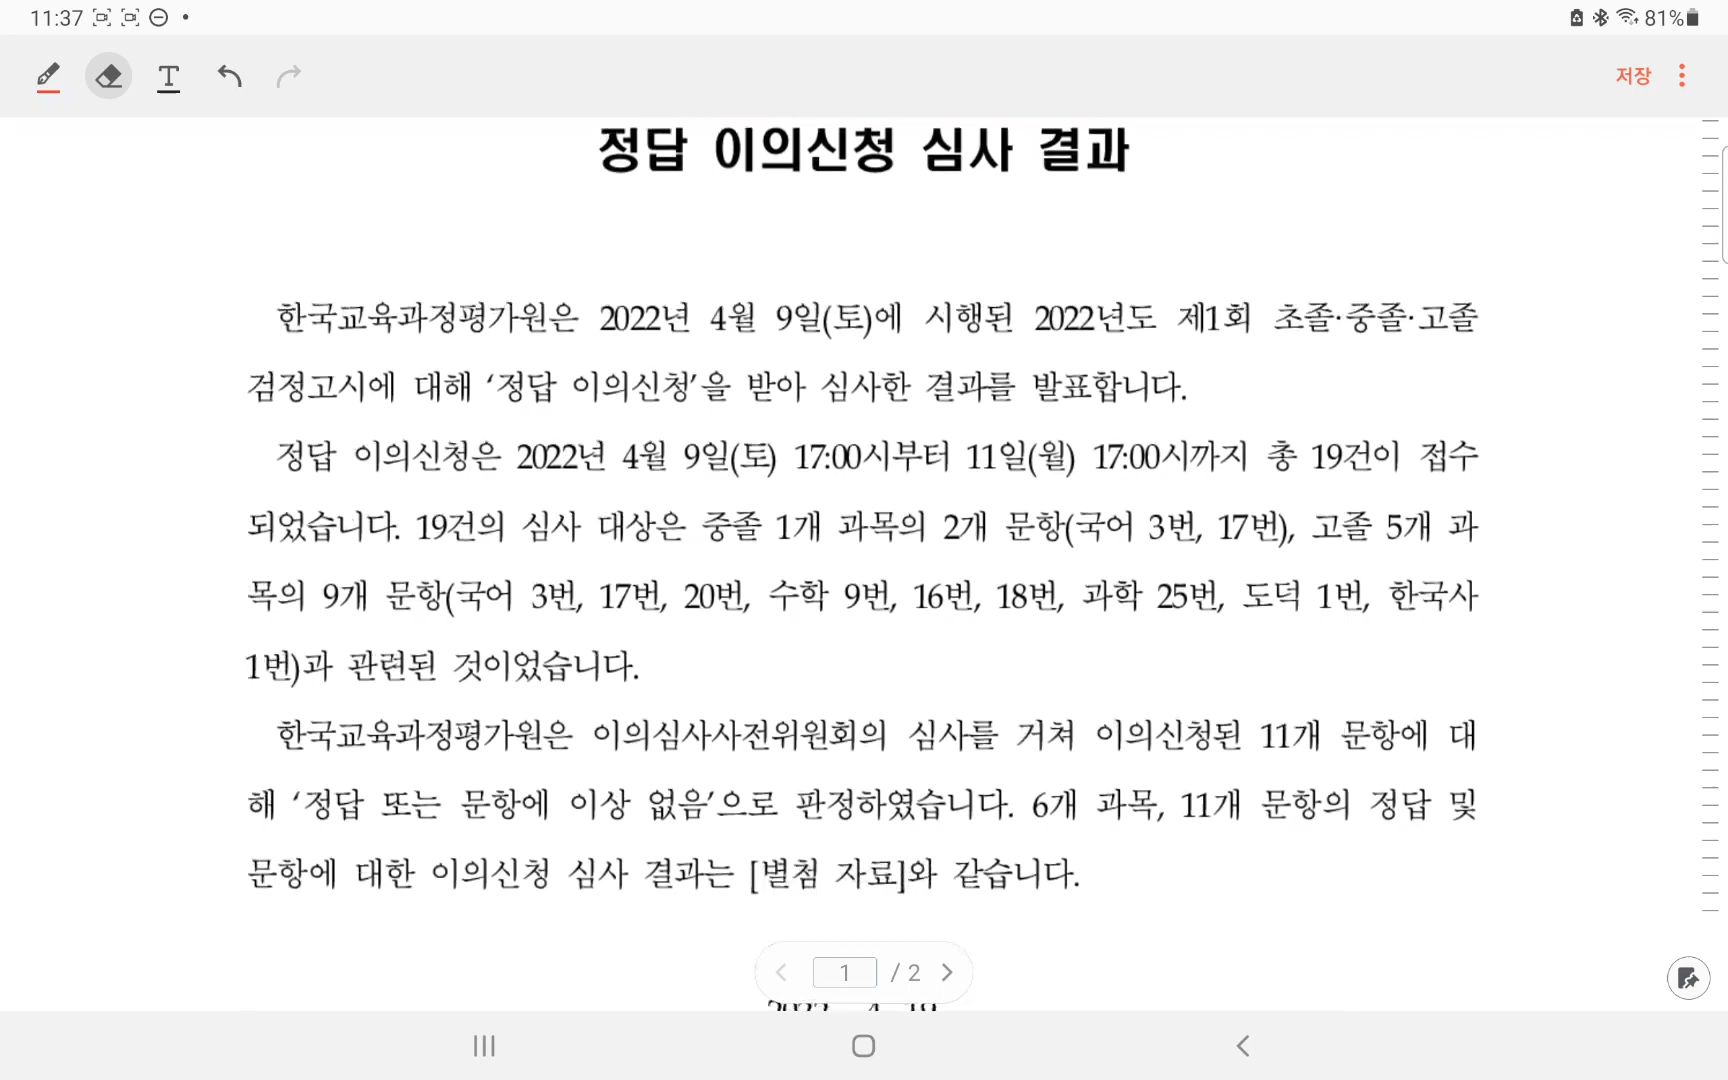 11:37
81%
저장
정답 이의신청 심사 결과
한국교육과정평가원은 2022년 4월 9일(토)에 시행된 2022년도 제1회 초졸·중졸·고졸
검정고시에 대해 ‘정답 이의신청’을 받아 심사한 결과를 발표합니다.
정답 이의신청은 2022년 4월 9일(토) 17:00시부터 11일(월) 17:00시까지 총 19건이 접수
되었습니다. 19건의 심사 대상은 중졸 1개 과목의 2개 문항(국어 3번, 17번), 고졸 5개 과
목의 9개 문항(국어 3번, 17번, 20번, 수학 9번, 16번, 18번, 과학 25번, 도덕 1번, 한국사
1번)과 관련된 것이었습니다.
한국교육과정평가원은 이의심사사전위원회의 심사를 거쳐 이의신청된 11개 문항에 대
해 ‘정답 또는 문항에 이상 없음’으로 판정하였습니다. 6개 과목, 11개 문항의 정답 및
문항에 대한 이의신청 심사 결과는 [별첨 자료]와 같습니다.
1 / 2